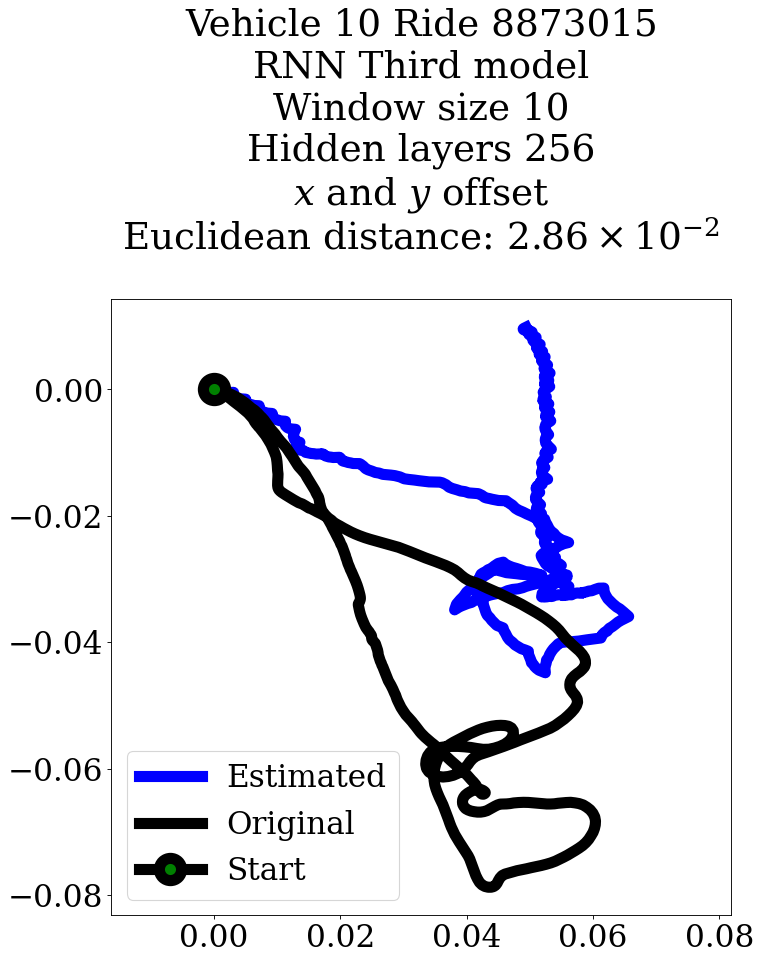 Vehicle 10 Ride 8873015
RNN Third model
Window size 10
Hidden layers 256
x and y offset
Euclidean distance: 2.86 × 10⁻²
0.00
−0.02
−0.04
−0.06
−0.08
Estimated
Original
Start
0.00 0.02 0.04 0.06 0.08